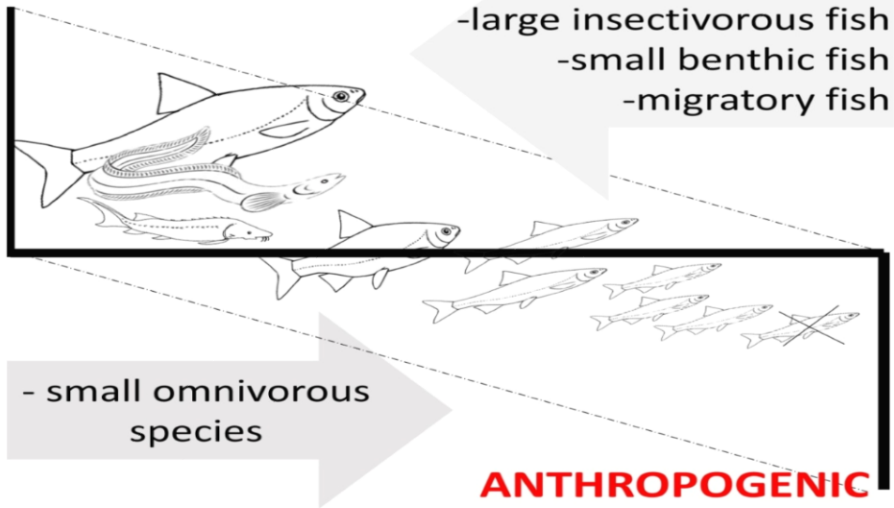 -large insectivorous fish
-small benthic fish
-migratory fish
- small omnivorous
species
ANTHROPOGENIC